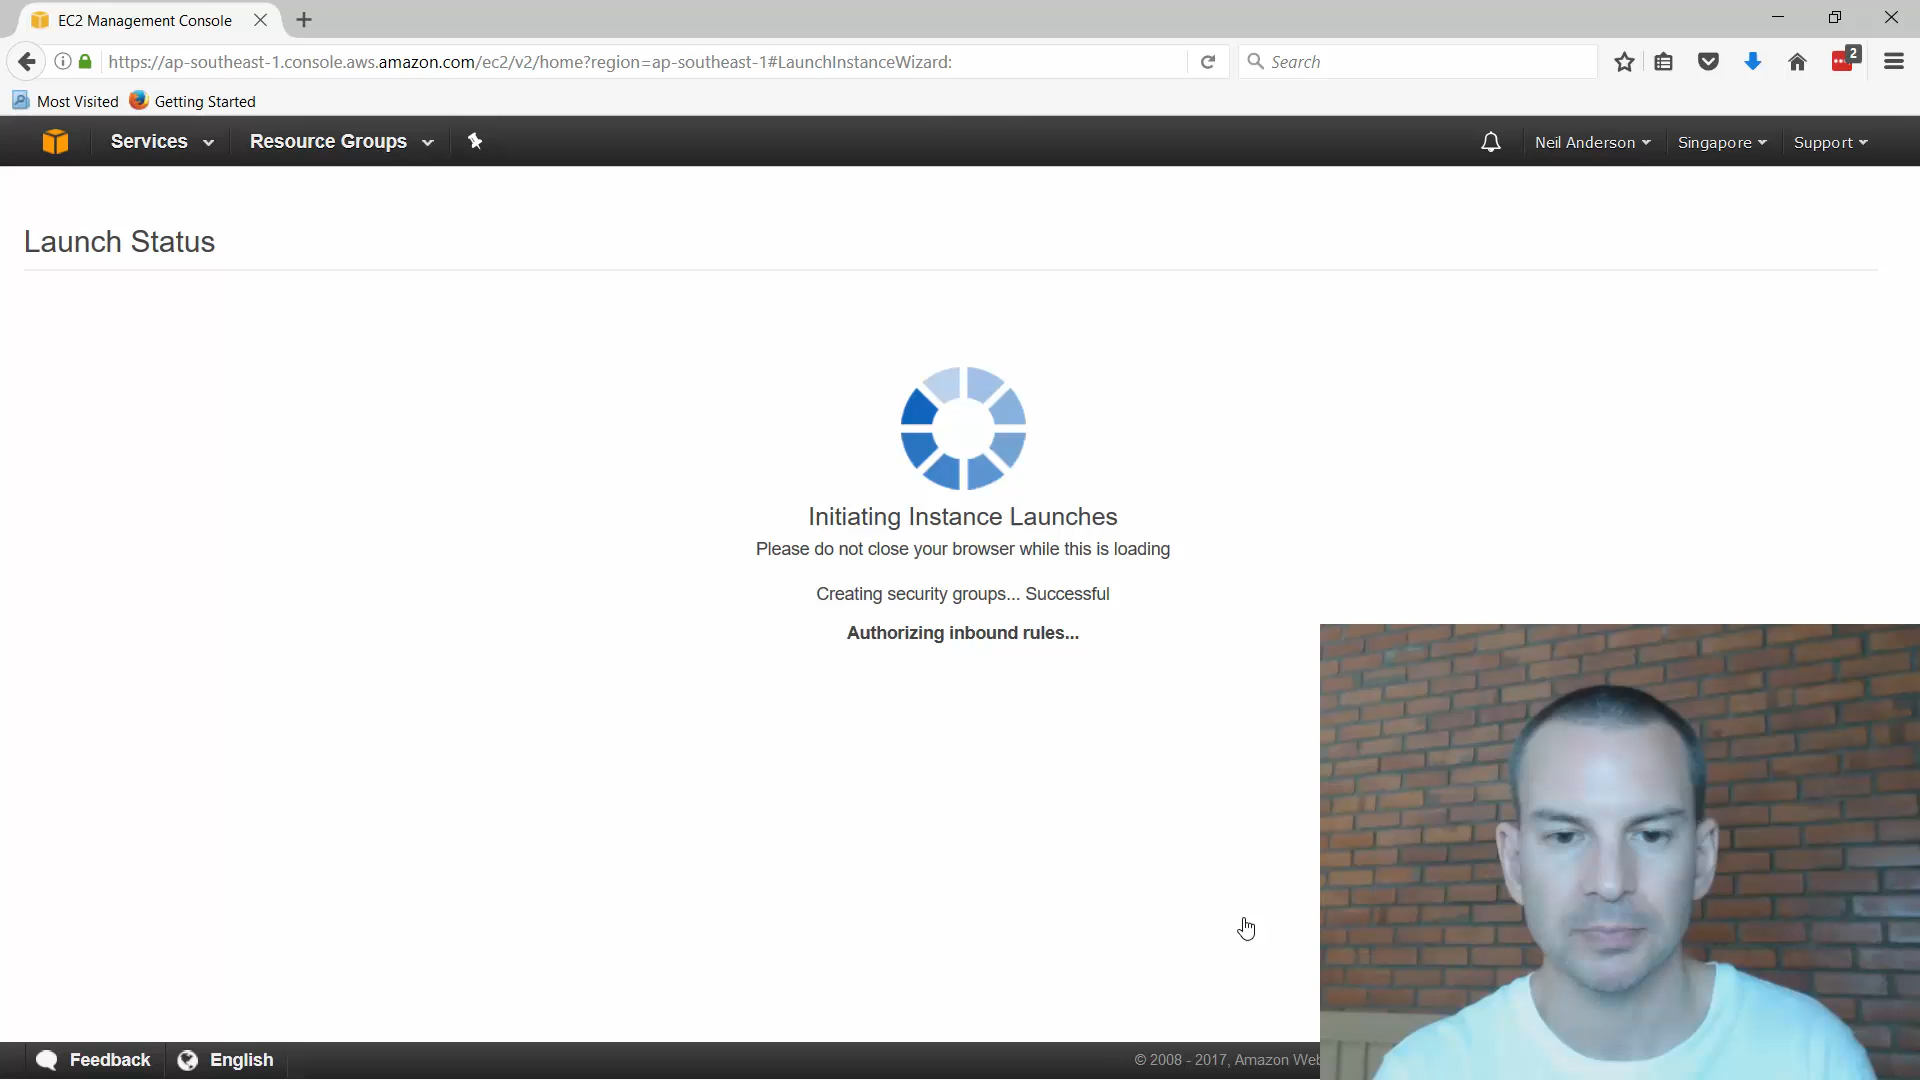 EC2 Management Console
https://ap-southeast-1.console.aws.amazon.com/ec2/v2/home?region=ap-southeast-1#LaunchInstanceWizard:
Search
2
Most Visited
Getting Started
Services
Resource Groups
Neil Anderson
Singapore
Support
Launch Status
Initiating Instance Launches
Please do not close your browser while this is loading
Creating security groups... Successful
Authorizing inbound rules...
Feedback
English
© 2008 - 2017, Amazon Web